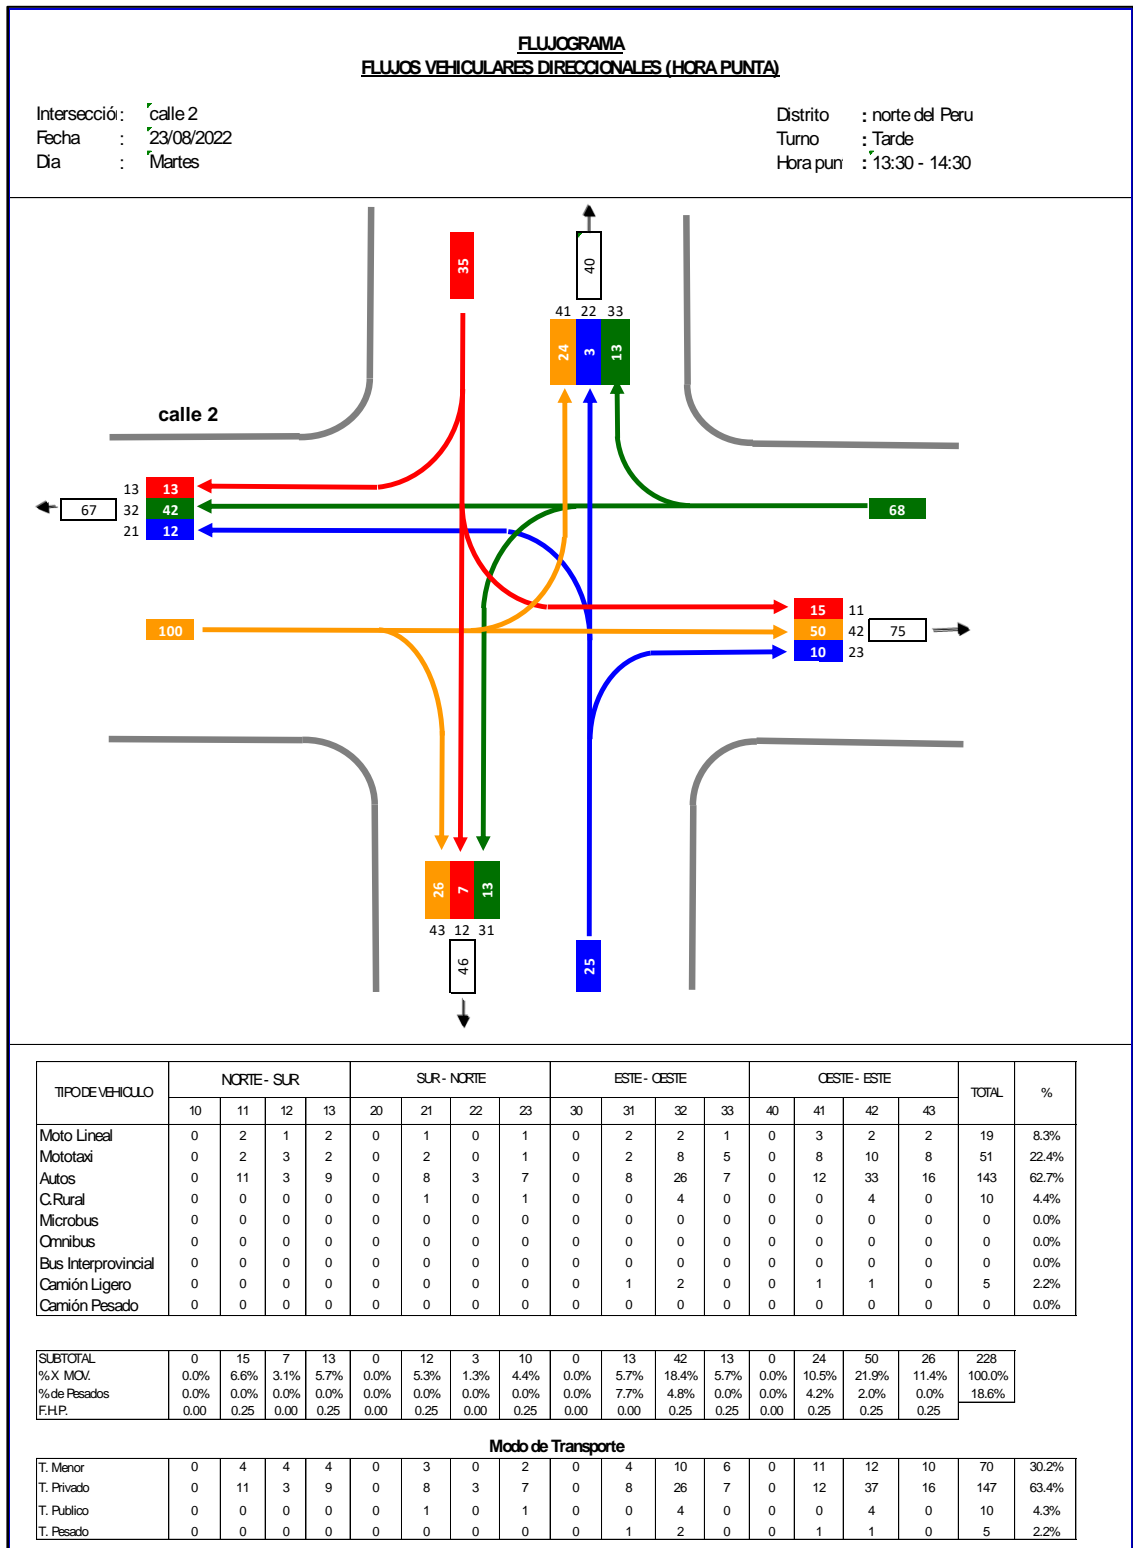 FLUJOGRAMA
FLUJOS VEHICULARES DIRECCIONALES (HORA PUNTA)
Intersección : calle 2
Distrito : norte del Peru
Fecha : 23/08/2022
Turno : Tarde
Dia : Martes
Hora pun : 13:30 - 14:30
35
40
41 22 33
24 3 13
calle 2
13 13
67 32 42
21 12
68
100
15 11
50 42 75
10 23
26 7 13
43 12 31
46
25
TIPO DE VEHICULO NORTE - SUR SUR - NORTE ESTE - OESTE OESTE - ESTE TOTAL %
10 11 12 13 20 21 22 23 30 31 32 33 40 41 42 43
Moto Lineal 0 2 1 2 0 1 0 1 0 2 2 1 0 3 2 2 19 8.3%
Mototaxi 0 2 3 2 0 2 0 1 0 2 8 5 0 8 10 8 51 22.4%
Autos 0 11 3 9 0 8 3 7 0 8 26 7 0 12 33 16 143 62.7%
C.Rural 0 0 0 0 0 1 0 1 0 0 4 0 0 0 4 0 10 4.4%
Microbus 0 0 0 0 0 0 0 0 0 0 0 0 0 0 0 0 0 0.0%
Omnibus 0 0 0 0 0 0 0 0 0 0 0 0 0 0 0 0 0 0.0%
Bus Interprovincial 0 0 0 0 0 0 0 0 0 0 0 0 0 0 0 0 0 0.0%
Camión Ligero 0 0 0 0 0 0 0 0 0 1 2 0 0 1 1 0 5 2.2%
Camión Pesado 0 0 0 0 0 0 0 0 0 0 0 0 0 0 0 0 0 0.0%
SUBTOTAL 0 15 7 13 0 12 3 10 0 13 42 13 0 24 50 26 228
% X MOV. 0.0% 6.6% 3.1% 5.7% 0.0% 5.3% 1.3% 4.4% 0.0% 5.7% 18.4% 5.7% 0.0% 10.5% 21.9% 11.4% 100.0%
% de Pesados 0.0% 0.0% 0.0% 0.0% 0.0% 0.0% 0.0% 0.0% 0.0% 7.7% 4.8% 0.0% 0.0% 4.2% 2.0% 0.0% 18.6%
F.H.P. 0.00 0.25 0.00 0.25 0.00 0.25 0.00 0.25 0.00 0.00 0.25 0.25 0.00 0.25 0.25 0.25
Modo de Transporte
T. Menor 0 4 4 4 0 3 0 2 0 4 10 6 0 11 12 10 70 30.2%
T. Privado 0 11 3 9 0 8 3 7 0 8 26 7 0 12 37 16 147 63.4%
T. Publico 0 0 0 0 0 1 0 1 0 0 4 0 0 0 4 0 10 4.3%
T. Pesado 0 0 0 0 0 0 0 0 0 1 2 0 0 1 1 0 5 2.2%